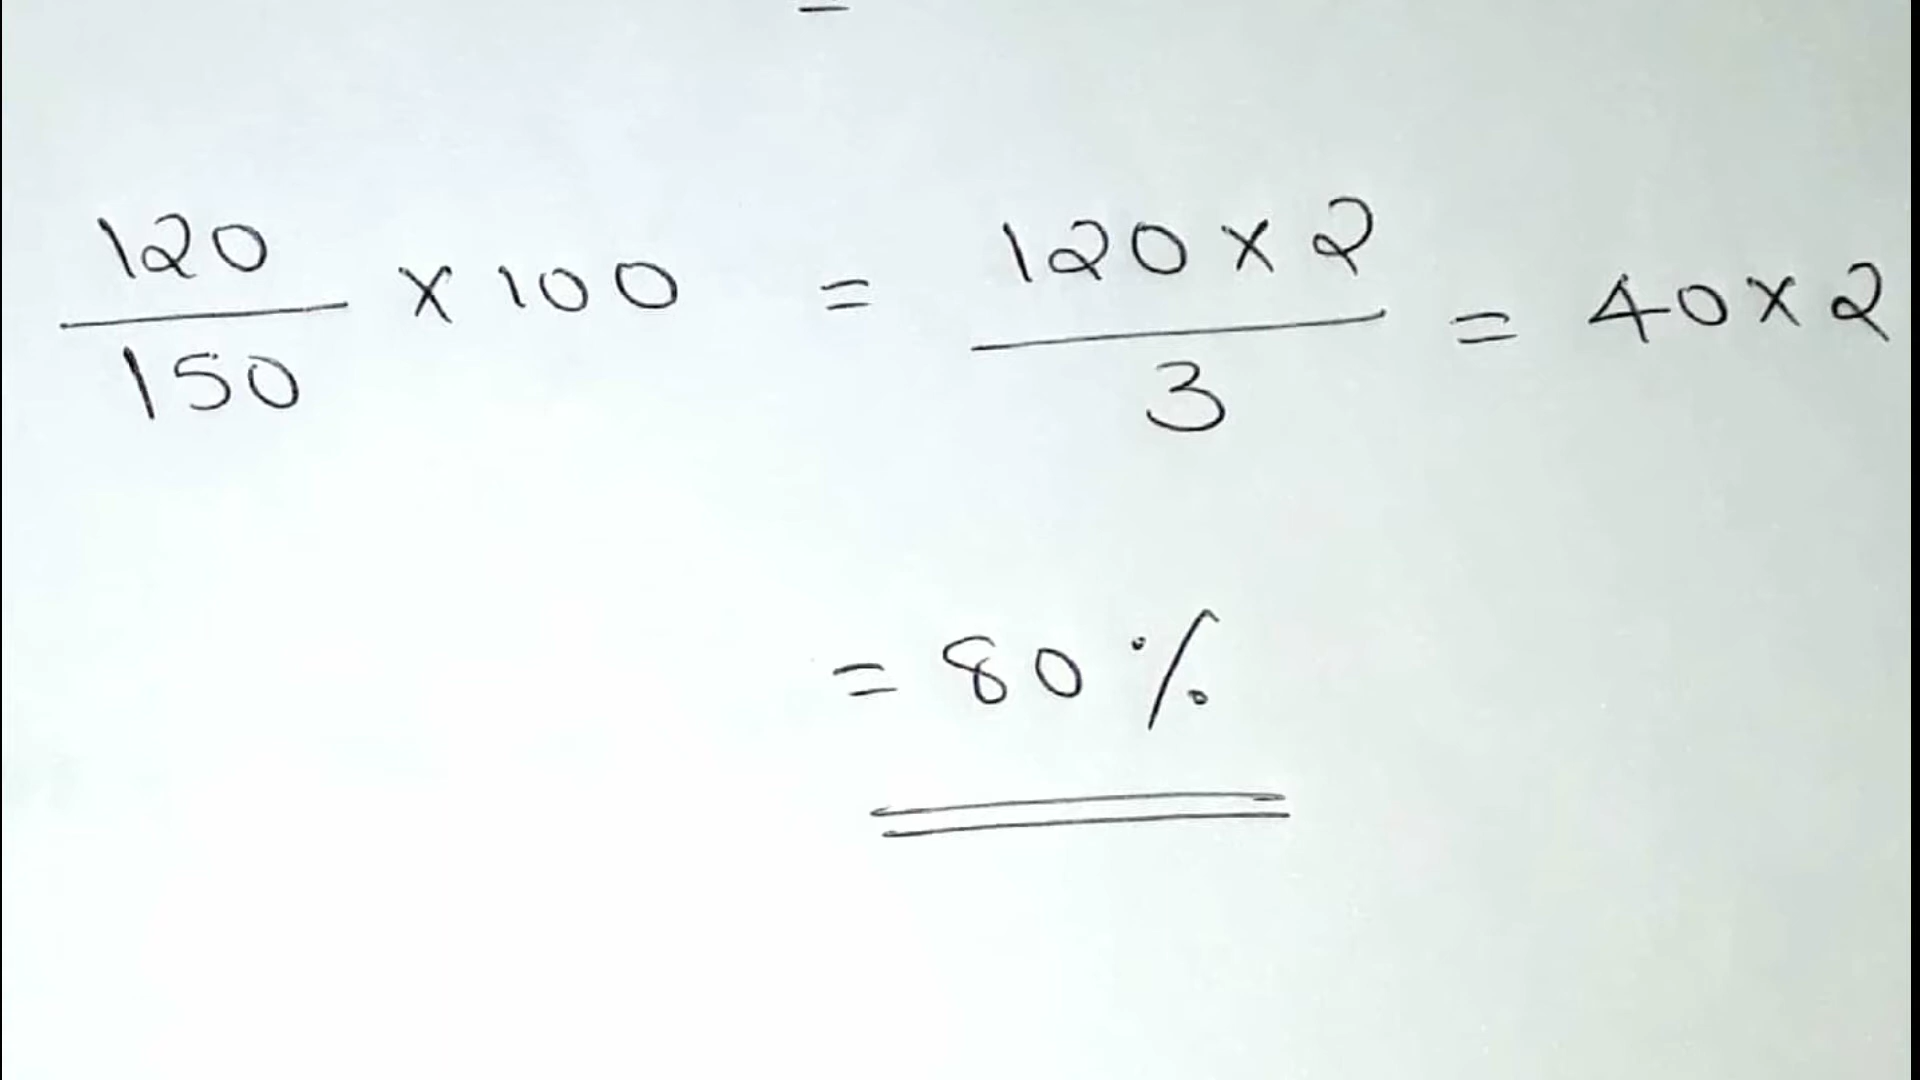 120/150 × 100 = 120 × 2/3 = 40 × 2
= 80 %